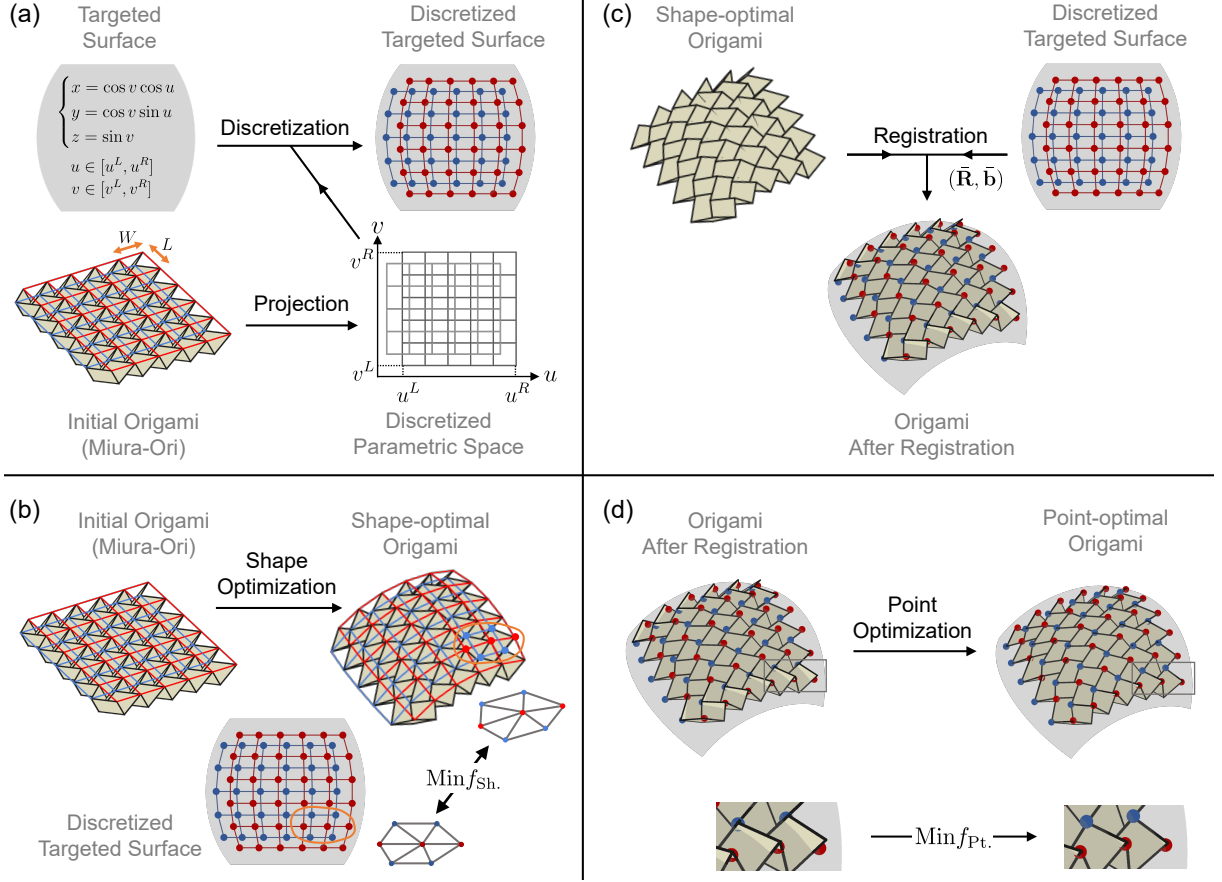 (a)
Targeted
Surface
Discretized
Targeted Surface
x = cos v cos u
y = cos v sin u
z = sin v
u ∈ [u^L, u^R]
v ∈ [v^L, v^R]
Discretization
W
L
Projection
v
v^R
v^L
u^L
u^R
u
Initial Origami
(Miura-Ori)
Discretized
Parametric Space
(c)
Shape-optimal
Origami
Discretized
Targeted Surface
Registration
(R̄, b̄)
Origami
After Registration
(b)
Initial Origami
(Miura-Ori)
Shape-optimal
Origami
Shape
Optimization
Min f_Sh.
Discretized
Targeted Surface
(d)
Origami
After Registration
Point-optimal
Origami
Point
Optimization
Min f_Pt.